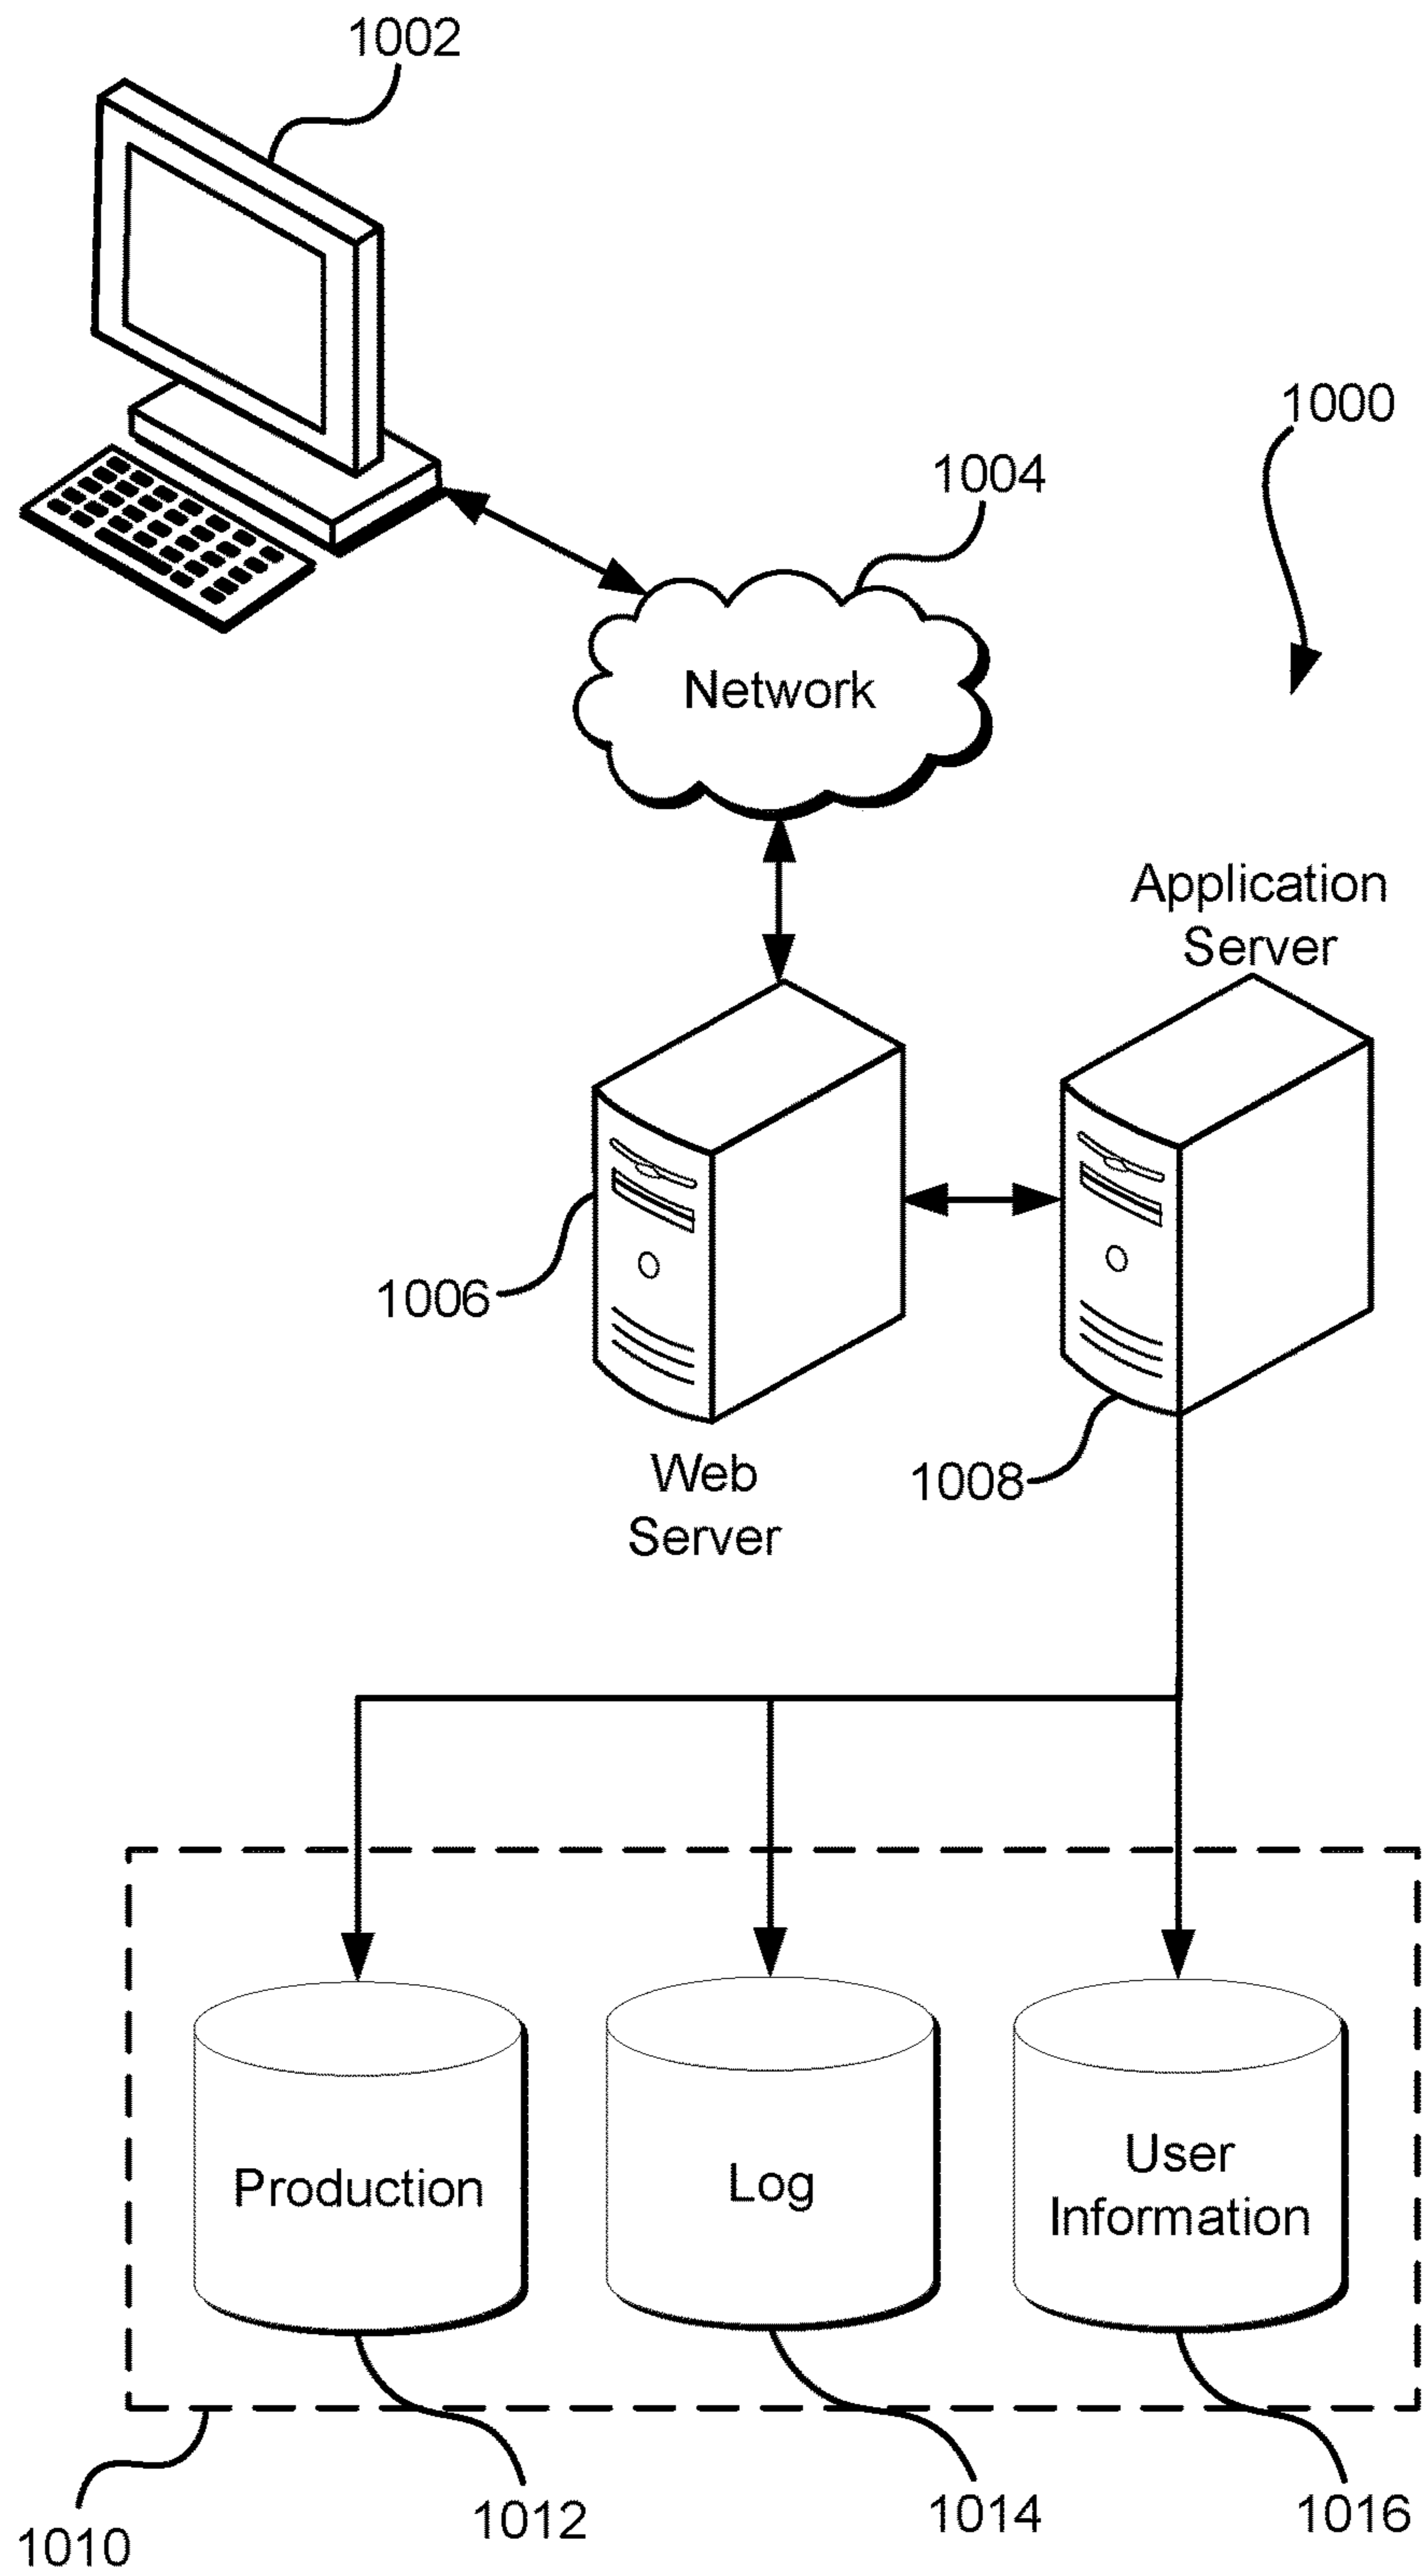 1002
1000
1004
Network
Application
Server
1006
Web
Server
1008
Production
Log
User
Information
1010
1012
1014
1016